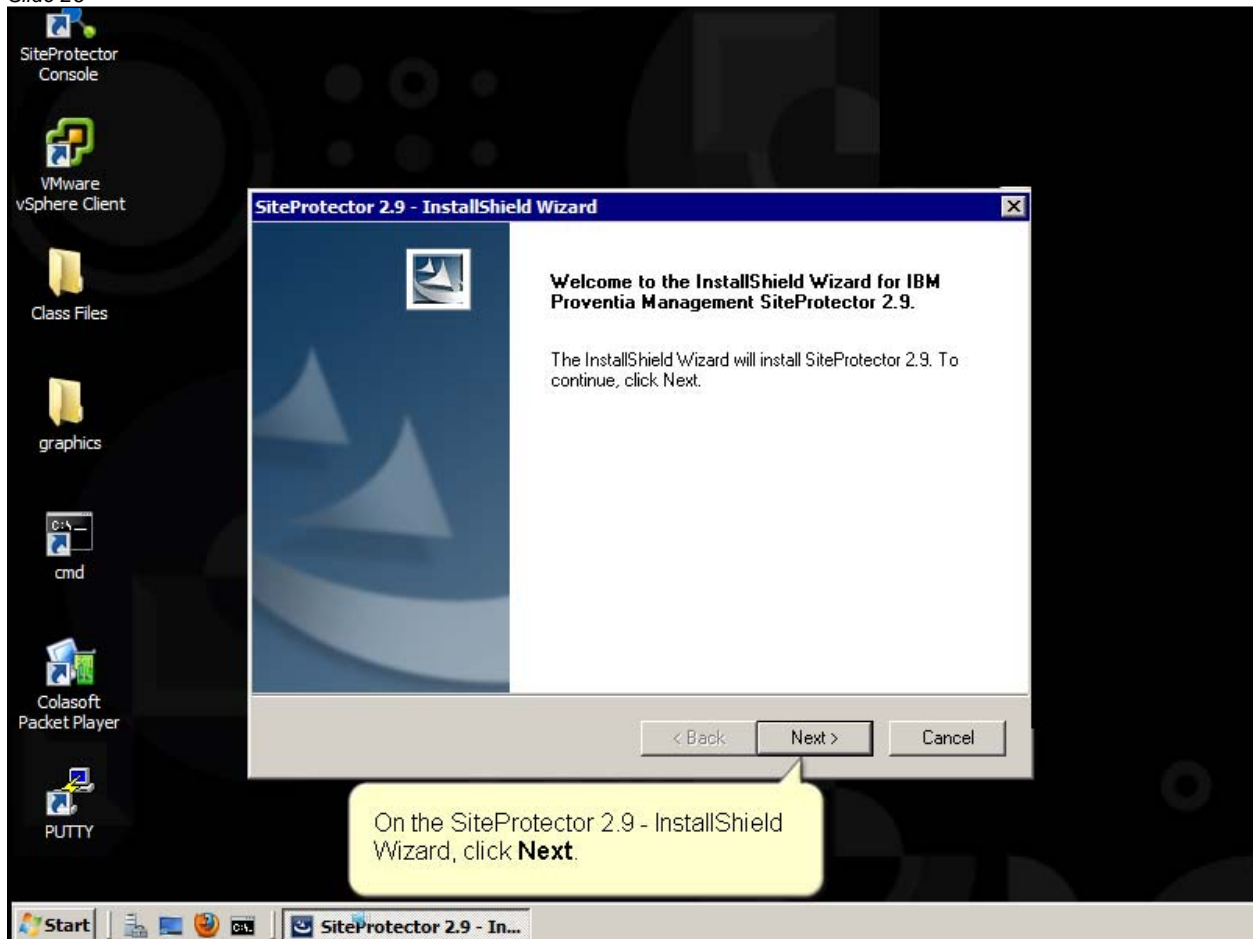 SiteProtector
Console
VMware
vSphere Client
Class Files
graphics
C:\
cmd
Colasoft
Packet Player
PUTTY
SiteProtector 2.9 - InstallShield Wizard
Welcome to the InstallShield Wizard for IBM
Proventia Management SiteProtector 2.9.
The InstallShield Wizard will install SiteProtector 2.9. To
continue, click Next.
< Back
Next >
Cancel
On the SiteProtector 2.9 - InstallShield
Wizard, click Next.
Start
SiteProtector 2.9 - In...